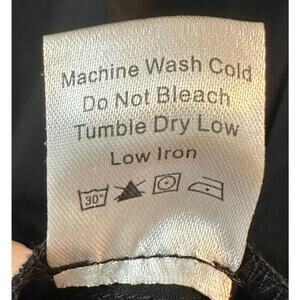 Machine Wash Cold
Do Not Bleach
Tumble Dry Low
Low Iron
30°